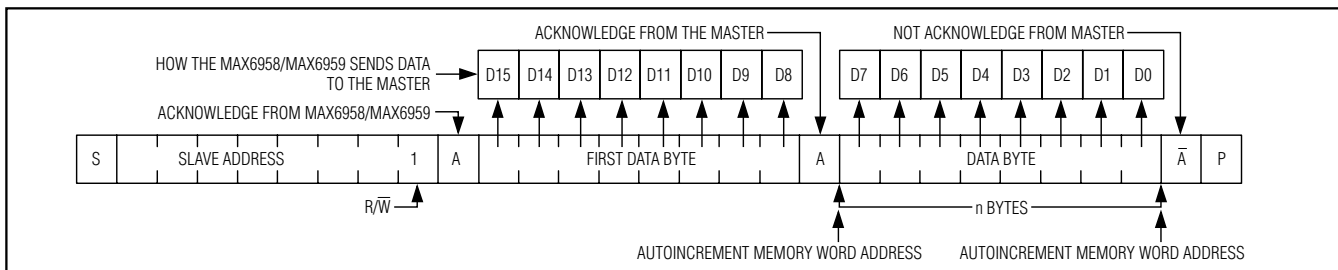 ACKNOWLEDGE FROM THE MASTER
NOT ACKNOWLEDGE FROM MASTER
HOW THE MAX6958/MAX6959 SENDS DATA
TO THE MASTER
D15 D14 D13 D12 D11 D10 D9 D8
D7 D6 D5 D4 D3 D2 D1 D0
ACKNOWLEDGE FROM MAX6958/MAX6959
S SLAVE ADDRESS 1 A FIRST DATA BYTE A DATA BYTE A̅ P
R/W̅
n BYTES
AUTOINCREMENT MEMORY WORD ADDRESS
AUTOINCREMENT MEMORY WORD ADDRESS